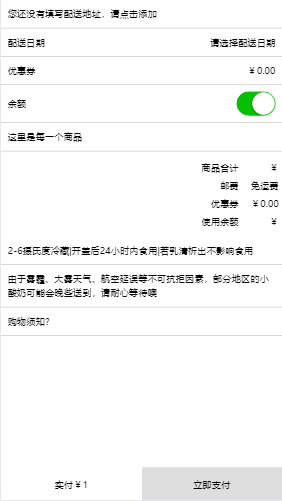 您还没有填写配送地址，请点击添加
配送日期 请选择配送日期
优惠券 ¥ 0.00
余额
这里是每一个商品
商品合计 ¥
邮费 免运费
优惠券 ¥ 0.00
使用余额 ¥
2-6摄氏度冷藏|开盖后24小时内食用|若乳清析出不影响食用
由于雾霾、大雾天气、航空延误等不可抗拒因素，部分地区的小
酸奶可能会晚些送到，请耐心等待噢
购物须知?
实付 ¥ 1 立即支付